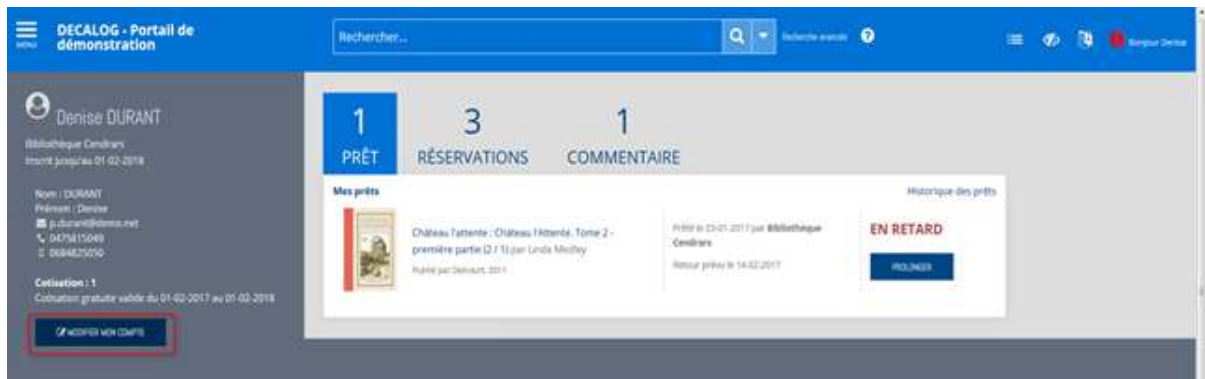 MENU
DECALOG - Portail de
démonstration
Rechercher...
Recherche avancée
?
Bonjour Denise
Denise DURANT
Bibliothèque Cendrars
Inscrit jusqu'au 01-02-2018
Nom : DURANT
Prénom : Denise
p.durant@demo.net
0475815049
0684825050
Cotisation : 1
Cotisation gratuite valide du 01-02-2017 au 01-02-2018
MODIFIER MON COMPTE
1
PRÊT
3
RÉSERVATIONS
1
COMMENTAIRE
Mes prêts
Historique des prêts
Château l'attente : Château l'Attente. Tome 2 -
première partie (2 / 1) par Linda Medley
Publié par Delcourt, 2011
Prêté le 23-01-2017 par Bibliothèque
Cendrars
Retour prévu le 14-02-2017
EN RETARD
PROLONGER